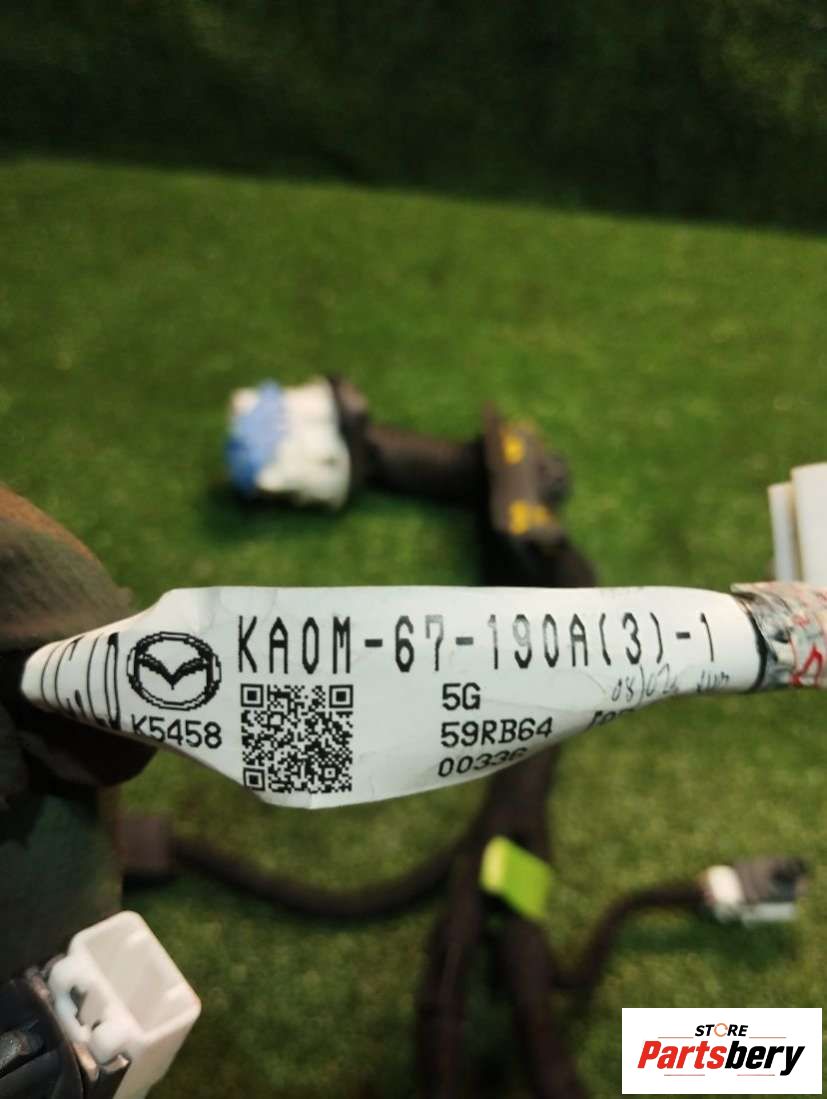 KA0M-67-190A(3)-1
5G
K5458
59RB64
00336
STORE
Partsbery